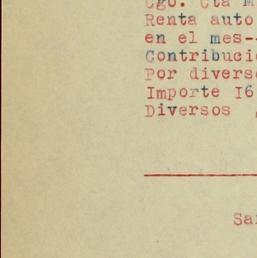 Cgo. Cta M
Renta auto
en el mes--
Contribuci
Por divers
Importe I6
Diversos
Sa